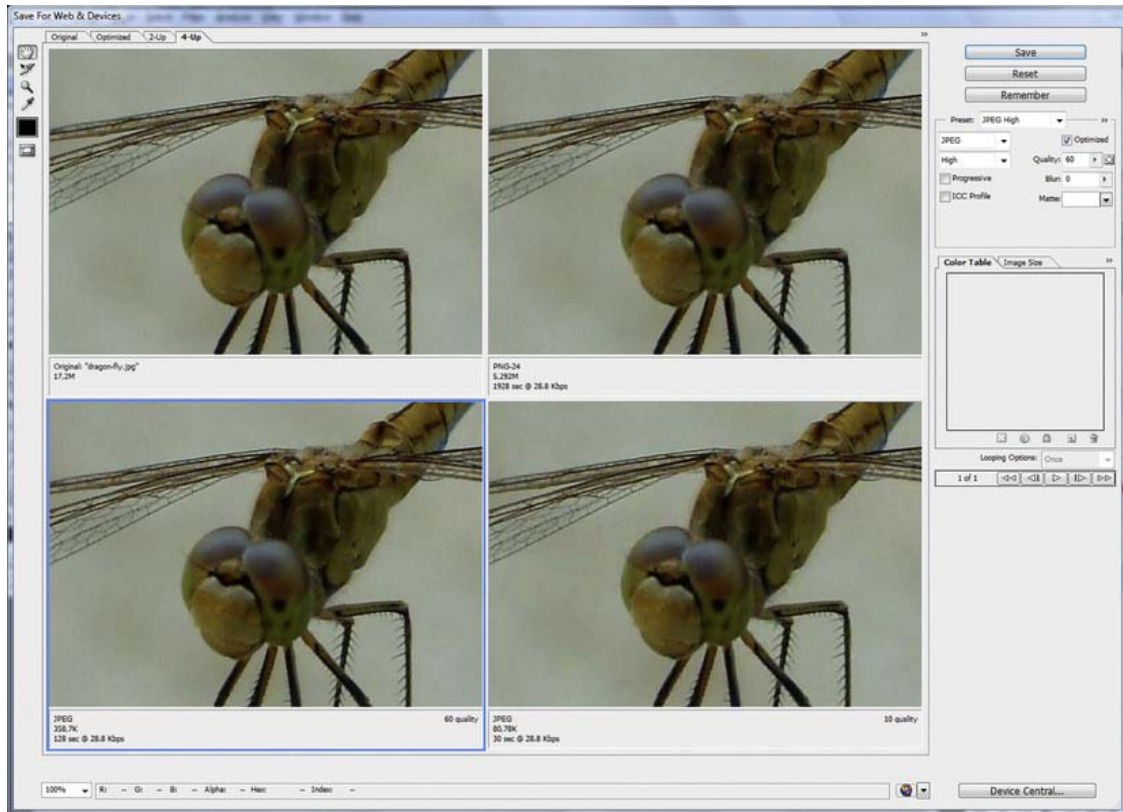 Save For Web & Devices
Original
Optimized
2-Up
4-Up
Save
Reset
Remember
Preset: JPEG High
JPEG
Optimized
High
Quality: 60
Progressive
Blur: 0
ICC Profile
Matte:
Color Table
Image Size
Original: "dragon-fly.jpg"
17.2M
PNG-24
5.292M
1928 sec @ 28.8 Kbps
Looping Options: Once
1 of 1
JPEG 60 quality
358.7K
128 sec @ 28.8 Kbps
JPEG 10 quality
80.78K
30 sec @ 28.8 Kbps
100% R: -- G: -- B: -- Alpha: -- Hex: -- Index: --
Device Central...